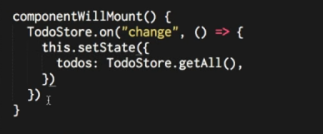 componentWillMount() {
  TodoStore.on("change", () => {
    this.setState({
      todos: TodoStore.getAll(),
    })
  })
}